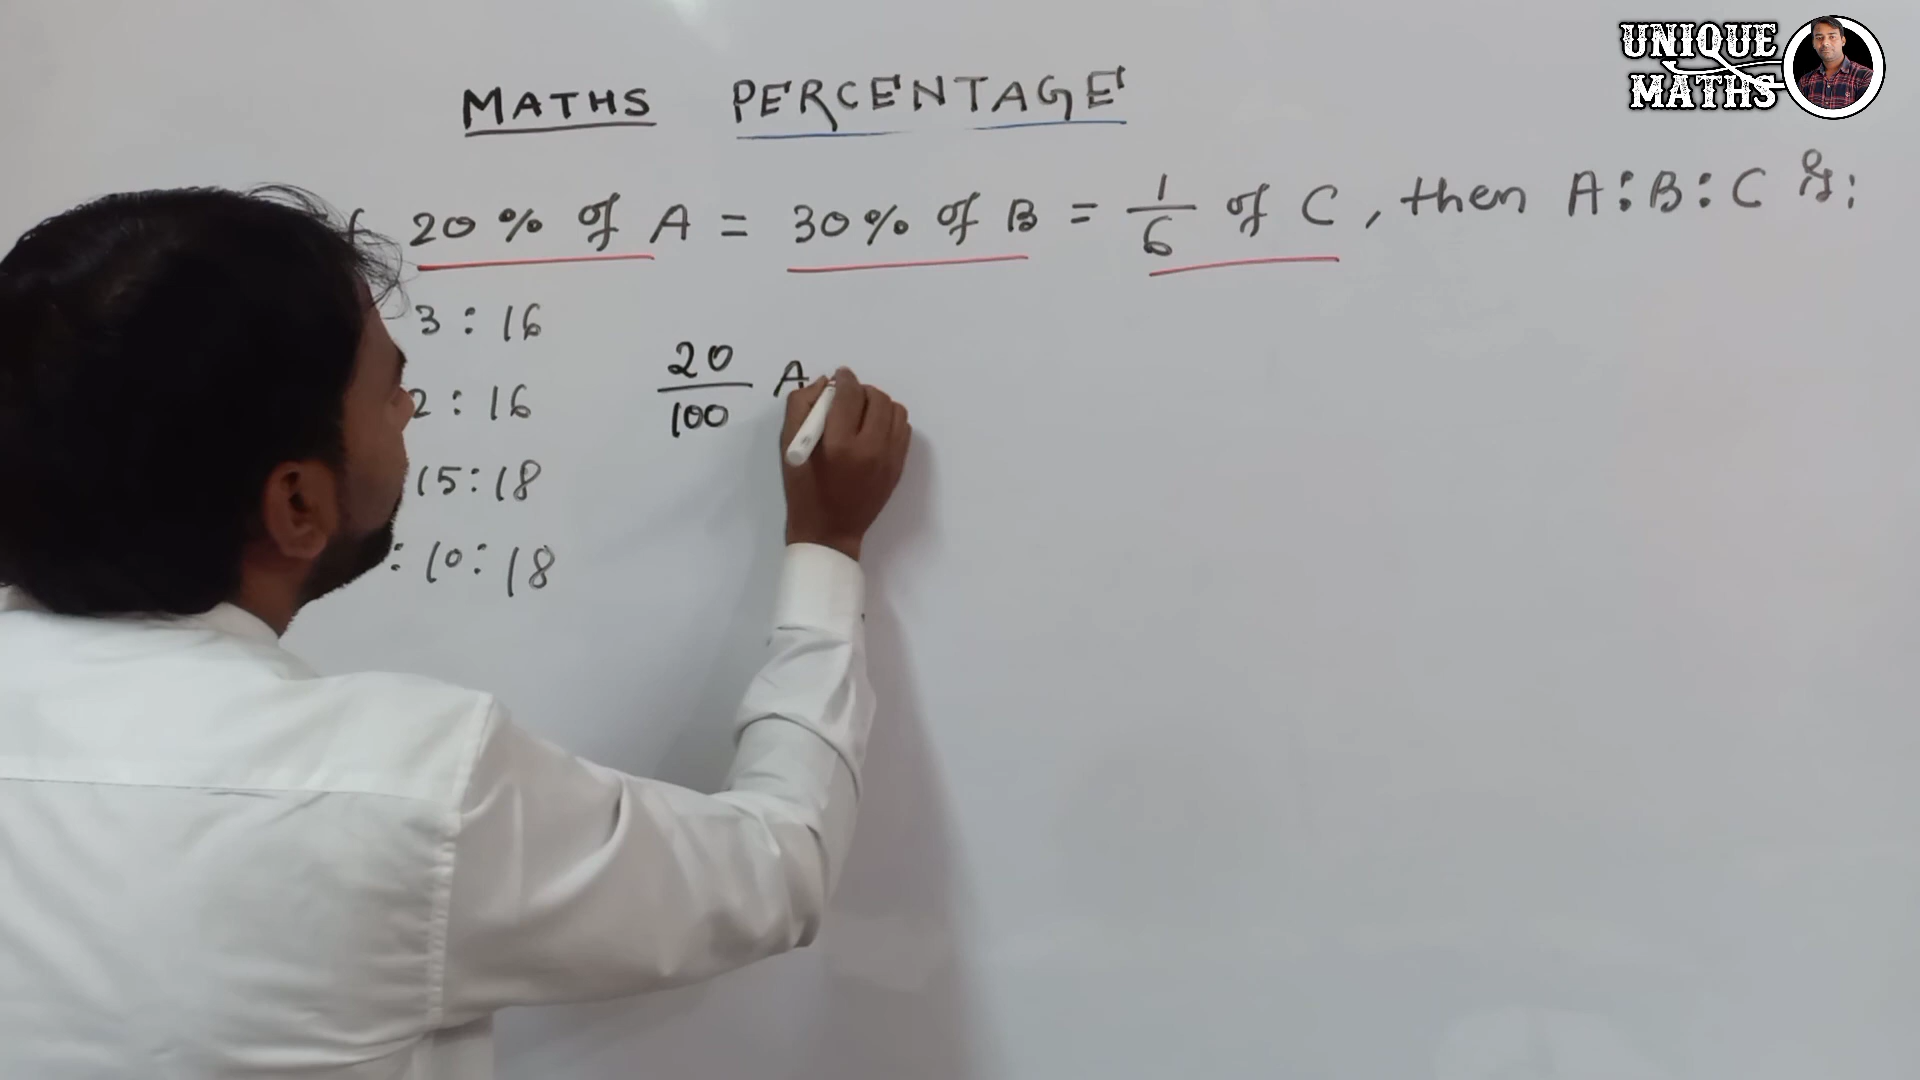 UNIQUE
MATHS
MATHS PERCENTAGE
20% of A = 30% of B = 1/6 of C, then A:B:C is:
3:16
2:16
15:18
:10:18
20/100 A